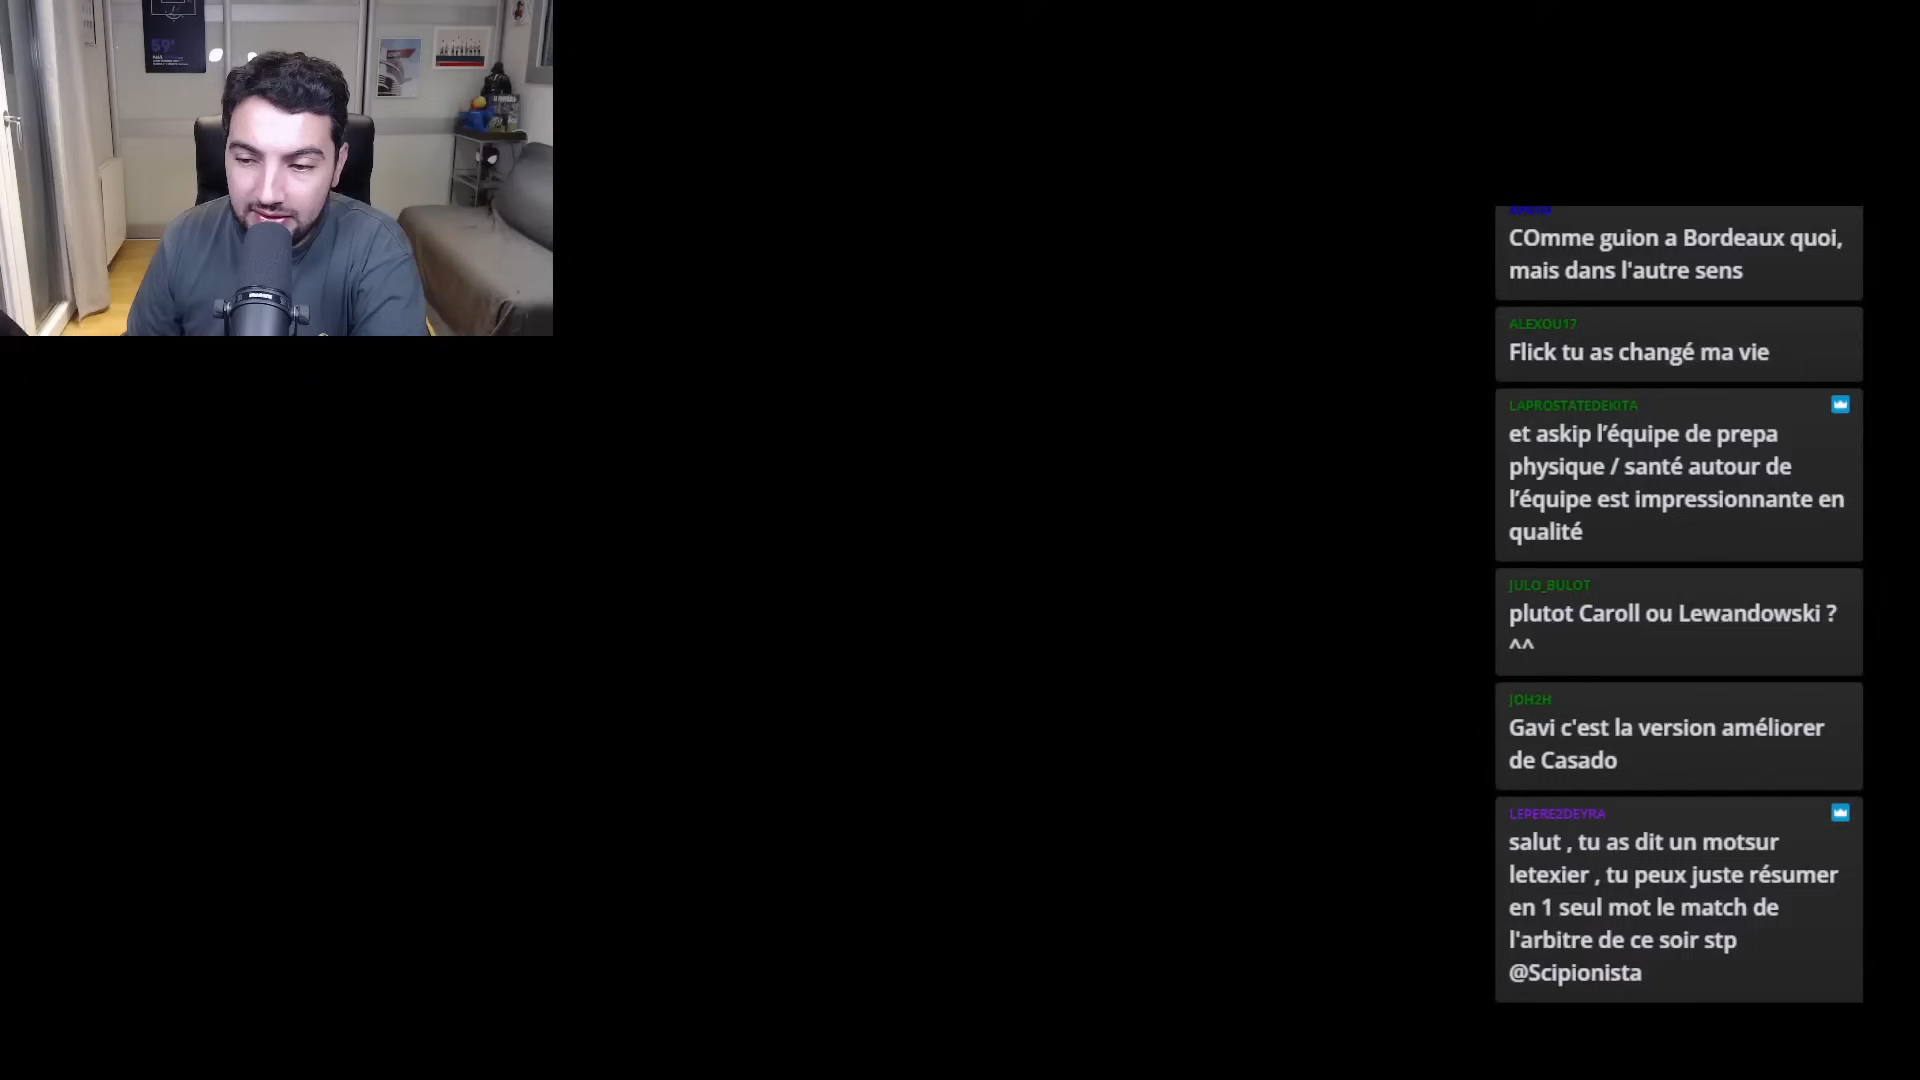 59'
COmme guion a Bordeaux quoi,
mais dans l'autre sens
ALEXOU17
Flick tu as changé ma vie
LAPROSTATEDEKITA
et askip l’équipe de prepa
physique / santé autour de
l’équipe est impressionnante en
qualité
JULO_BULOT
plutot Caroll ou Lewandowski ?
^^
JOH2H
Gavi c'est la version améliorer
de Casado
LEPERE2DEYRA
salut , tu as dit un motsur
letexier , tu peux juste résumer
en 1 seul mot le match de
l'arbitre de ce soir stp
@Scipionista